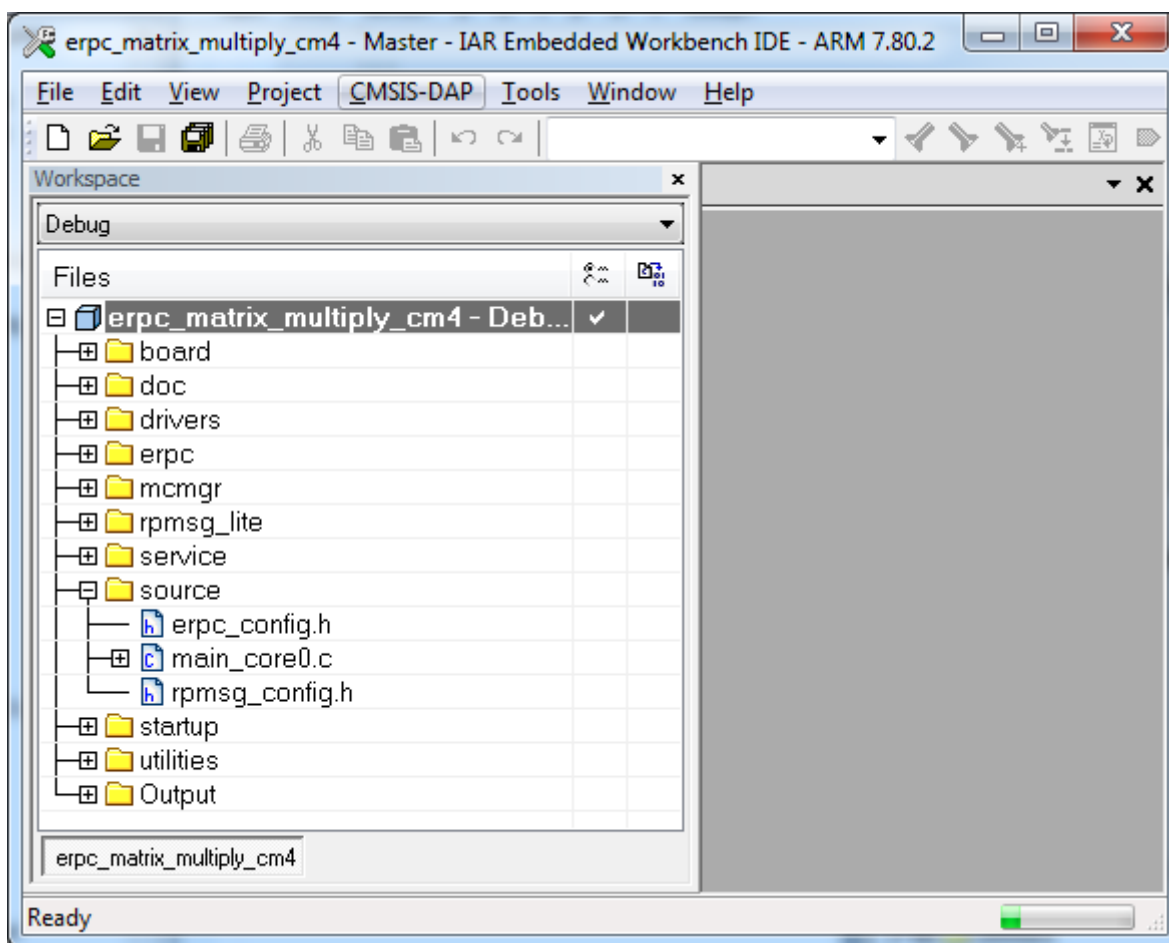 erpc_matrix_multiply_cm4 - Master - IAR Embedded Workbench IDE - ARM 7.80.2
File Edit View Project CMSIS-DAP Tools Window Help
Workspace
Debug
Files
erpc_matrix_multiply_cm4 - Deb...
board
doc
drivers
erpc
mcmgr
rpmsg_lite
service
source
erpc_config.h
main_core0.c
rpmsg_config.h
startup
utilities
Output
erpc_matrix_multiply_cm4
Ready